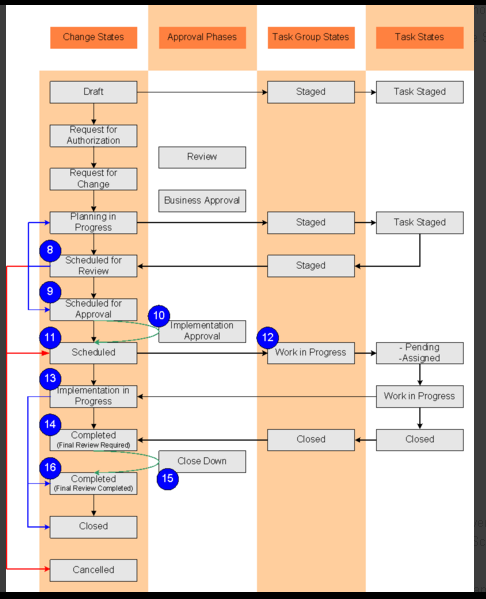 Change States
Approval Phases
Task Group States
Task States
Draft
Staged
Task Staged
Request for
Authorization
Review
Request for
Change
Business Approval
Planning in
Progress
Staged
Task Staged
8
Scheduled for
Review
Staged
9
Scheduled for
Approval
10
Implementation
Approval
11
Scheduled
12
Work in Progress
- Pending
-Assigned
13
Implementation in
Progress
Work in Progress
14
Completed
(Final Review Required)
Closed
Closed
Close Down
15
16
Completed
(Final Review Completed)
Closed
Cancelled